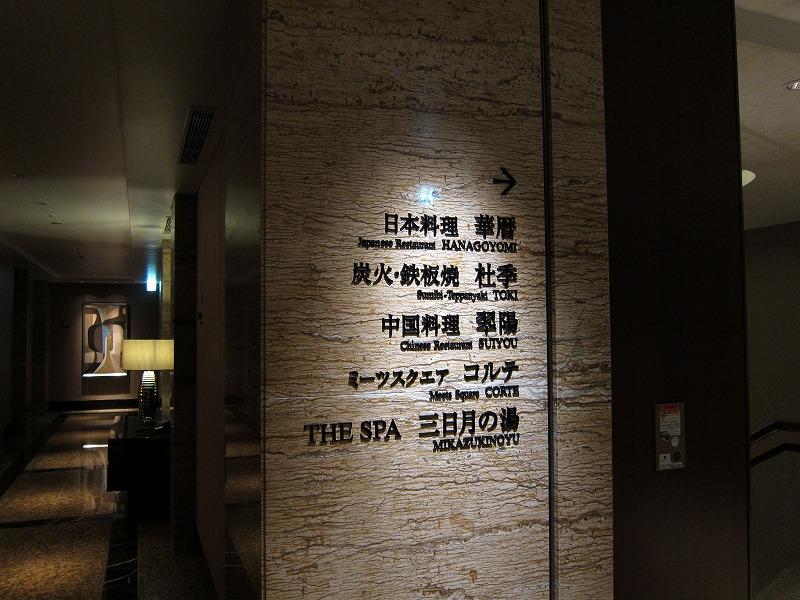 →
日本料理 華暦
Japanese Restaurant HANAGOYOMI
炭火・鉄板焼 杜季
Sumibi-Teppanyaki TOKI
中国料理 翠陽
Chinese Restaurant SUIYOU
ミーツスクエア コルテ
Meets Square CORTE
THE SPA 三日月の湯
MIKAZUKINOYU